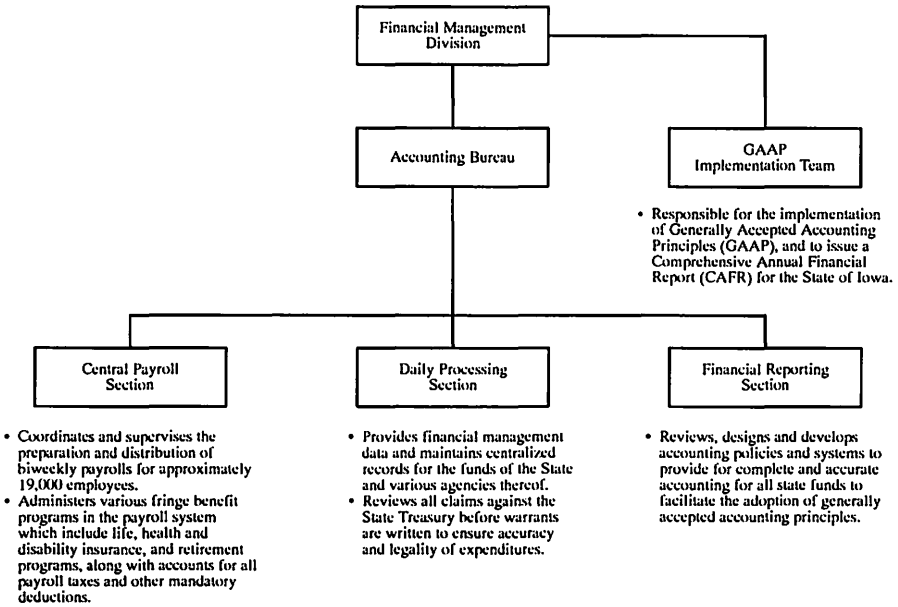 Financial Management
Division
Accounting Bureau
GAAP
Implementation Team
• Responsible for the implementation
of Generally Accepted Accounting
Principles (GAAP), and to issue a
Comprehensive Annual Financial
Report (CAFR) for the State of Iowa.
Central Payroll
Section
• Coordinates and supervises the
preparation and distribution of
biweekly payrolls for approximately
19,000 employees.
• Administers various fringe benefit
programs in the payroll system
which include life, health and
disability insurance, and retirement
programs, along with accounts for all
payroll taxes and other mandatory
deductions.
Daily Processing
Section
• Provides financial management
data and maintains centralized
records for the funds of the State
and various agencies thereof.
• Reviews all claims against the
State Treasury before warrants
are written to ensure accuracy
and legality of expenditures.
Financial Reporting
Section
• Reviews, designs and develops
accounting policies and systems to
provide for complete and accurate
accounting for all state funds to
facilitate the adoption of generally
accepted accounting principles.